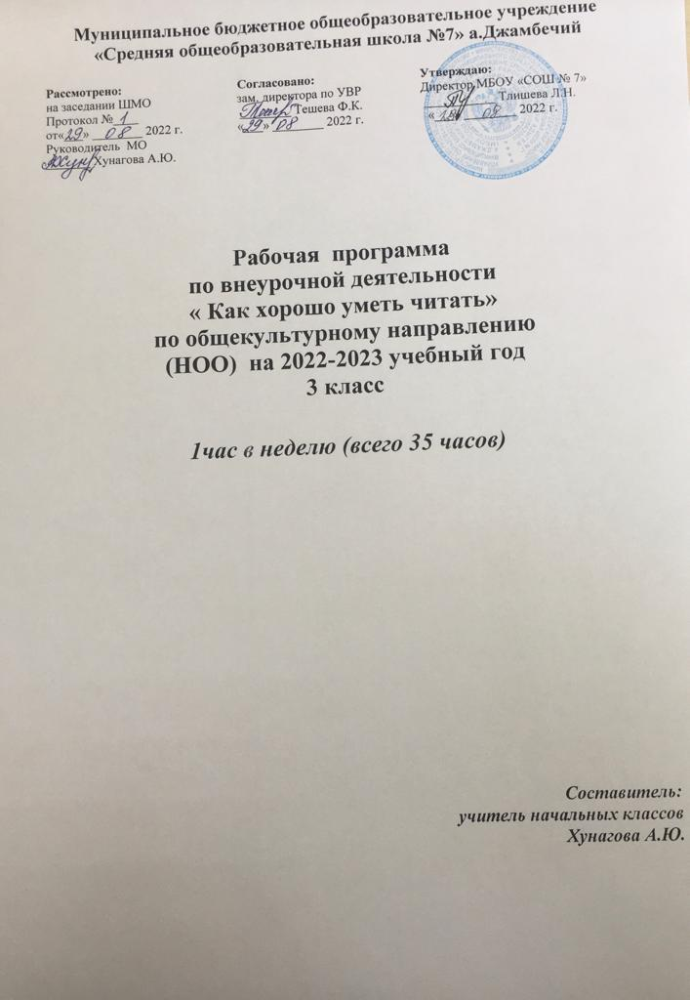 Муниципальное бюджетное общеобразовательное учреждение
«Средняя общеобразовательная школа №7» а.Джамбечий
Рассмотрено:
на заседании ШМО
Протокол № 1
от«29» 08 2022 г.
Руководитель МО
Хунагова А.Ю.
Согласовано:
зам. директора по УВР
Тешева Ф.К.
«29» 08 2022 г.
Утверждаю:
Директор МБОУ «СОШ № 7»
Тлишева Л.Н.
08 2022 г.
Рабочая программа
по внеурочной деятельности
« Как хорошо уметь читать»
по общекультурному направлению
(НОО) на 2022-2023 учебный год
3 класс
1час в неделю (всего 35 часов)
Составитель:
учитель начальных классов
Хунагова А.Ю.